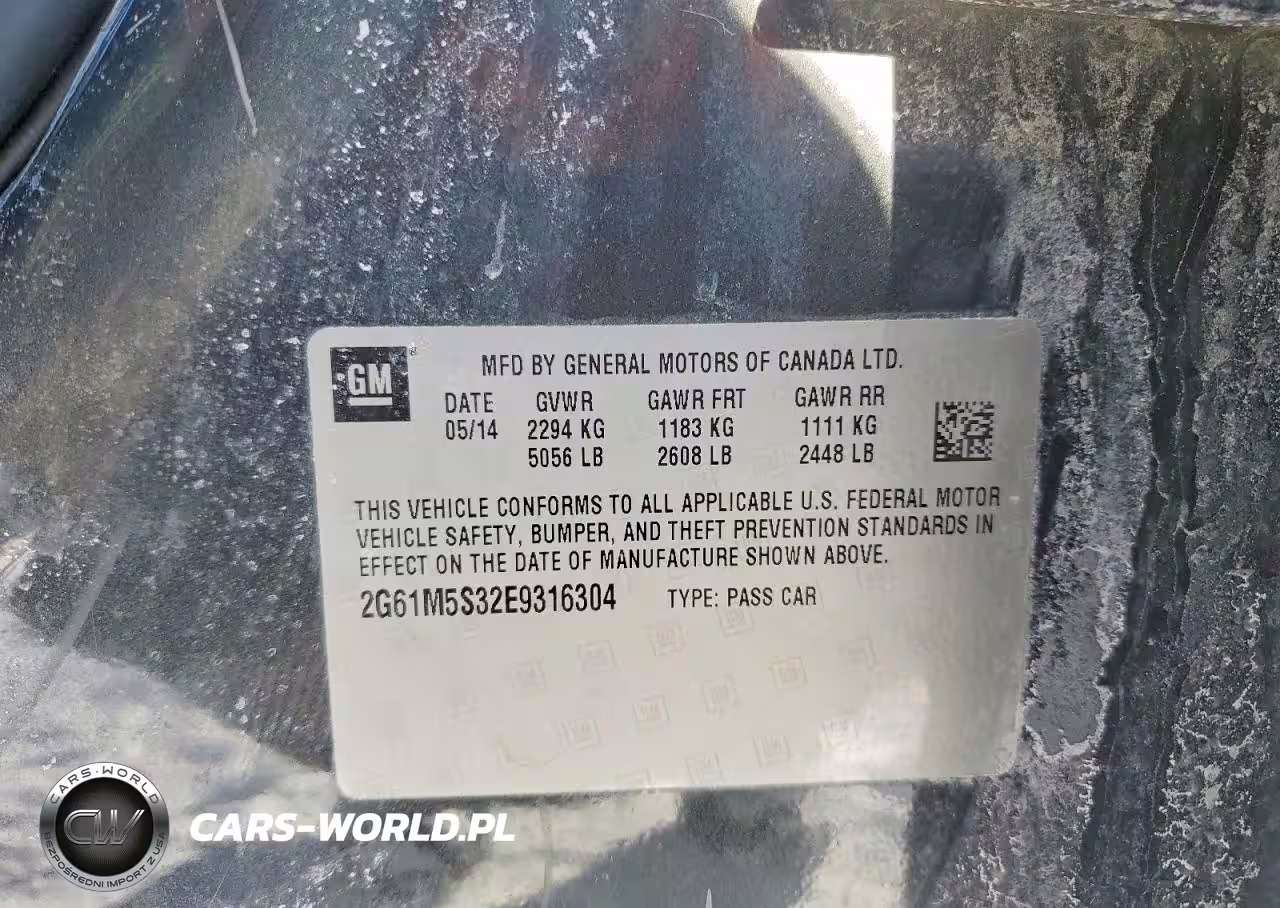 GM
MFD BY GENERAL MOTORS OF CANADA LTD.
DATE GVWR GAWR FRT GAWR RR
05/14 2294 KG 1183 KG 1111 KG
5056 LB 2608 LB 2448 LB
THIS VEHICLE CONFORMS TO ALL APPLICABLE U.S. FEDERAL MOTOR
VEHICLE SAFETY, BUMPER, AND THEFT PREVENTION STANDARDS IN
EFFECT ON THE DATE OF MANUFACTURE SHOWN ABOVE.
2G61M5S32E9316304 TYPE: PASS CAR
CARS-WORLD
CW
BEZPOŚREDNI IMPORT Z USA
CARS-WORLD.PL